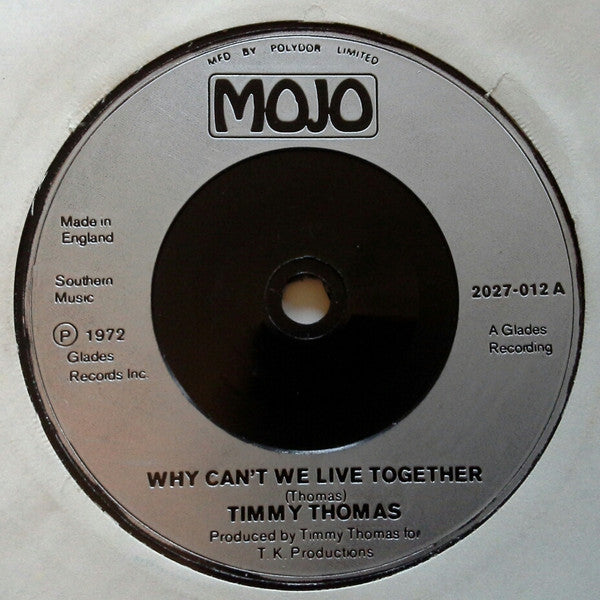 MFD BY POLYDOR LIMITED
MOJO
Made in
England
Southern
Music
℗ 1972
Glades
Records Inc.
2027-012 A
A Glades
Recording
WHY CAN'T WE LIVE TOGETHER
(Thomas)
TIMMY THOMAS
Produced by Timmy Thomas for
T. K. Productions